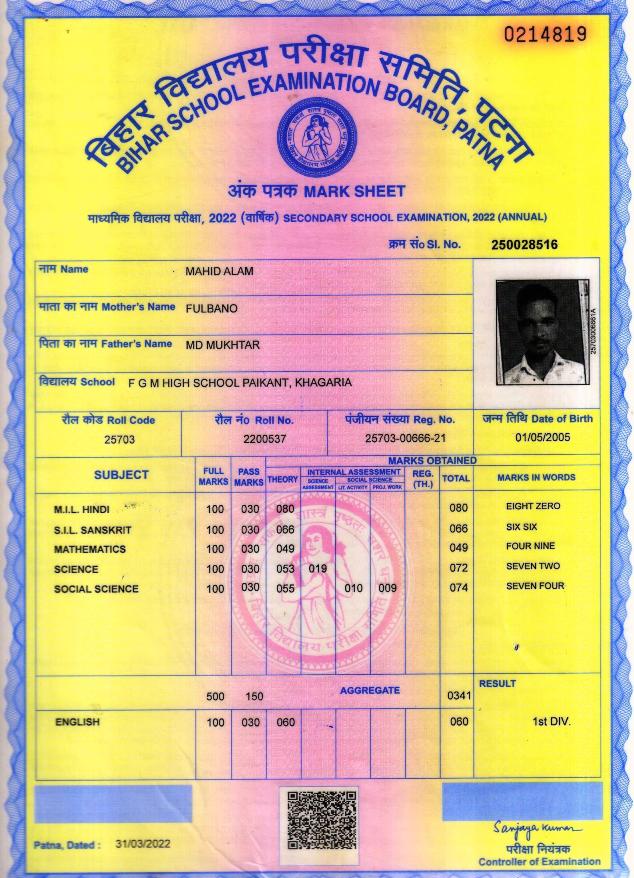 0214819
बिहार विद्यालय परीक्षा समिति, पटना
BIHAR SCHOOL EXAMINATION BOARD, PATNA
अंक पत्रक MARK SHEET
माध्यमिक विद्यालय परीक्षा, 2022 (वार्षिक) SECONDARY SCHOOL EXAMINATION, 2022 (ANNUAL)
क्रम सं० Sl. No. 250028516
नाम Name MAHID ALAM
माता का नाम Mother's Name FULBANO
पिता का नाम Father's Name MD MUKHTAR
विद्यालय School F G M HIGH SCHOOL PAIKANT, KHAGARIA
रौल कोड Roll Code रौल नं० Roll No. पंजीयन संख्या Reg. No. जन्म तिथि Date of Birth
25703 2200537 25703-00666-21 01/05/2005
MARKS OBTAINED
SUBJECT FULL MARKS PASS MARKS THEORY INTERNAL ASSESSMENT REG. (TH.) TOTAL MARKS IN WORDS
SCIENCE ASSESSMENT SOCIAL SCIENCE
LIT. ACTIVITY PROJ. WORK
M.I.L. HINDI 100 030 080 080 EIGHT ZERO
S.I.L. SANSKRIT 100 030 066 066 SIX SIX
MATHEMATICS 100 030 049 049 FOUR NINE
SCIENCE 100 030 053 019 072 SEVEN TWO
SOCIAL SCIENCE 100 030 055 010 009 074 SEVEN FOUR
बिहार विद्यालय परीक्षा समिति
500 150 AGGREGATE 0341 RESULT
ENGLISH 100 030 060 060 1st DIV.
Patna, Dated : 31/03/2022
Sanjaya Kumar
परीक्षा नियंत्रक
Controller of Examination